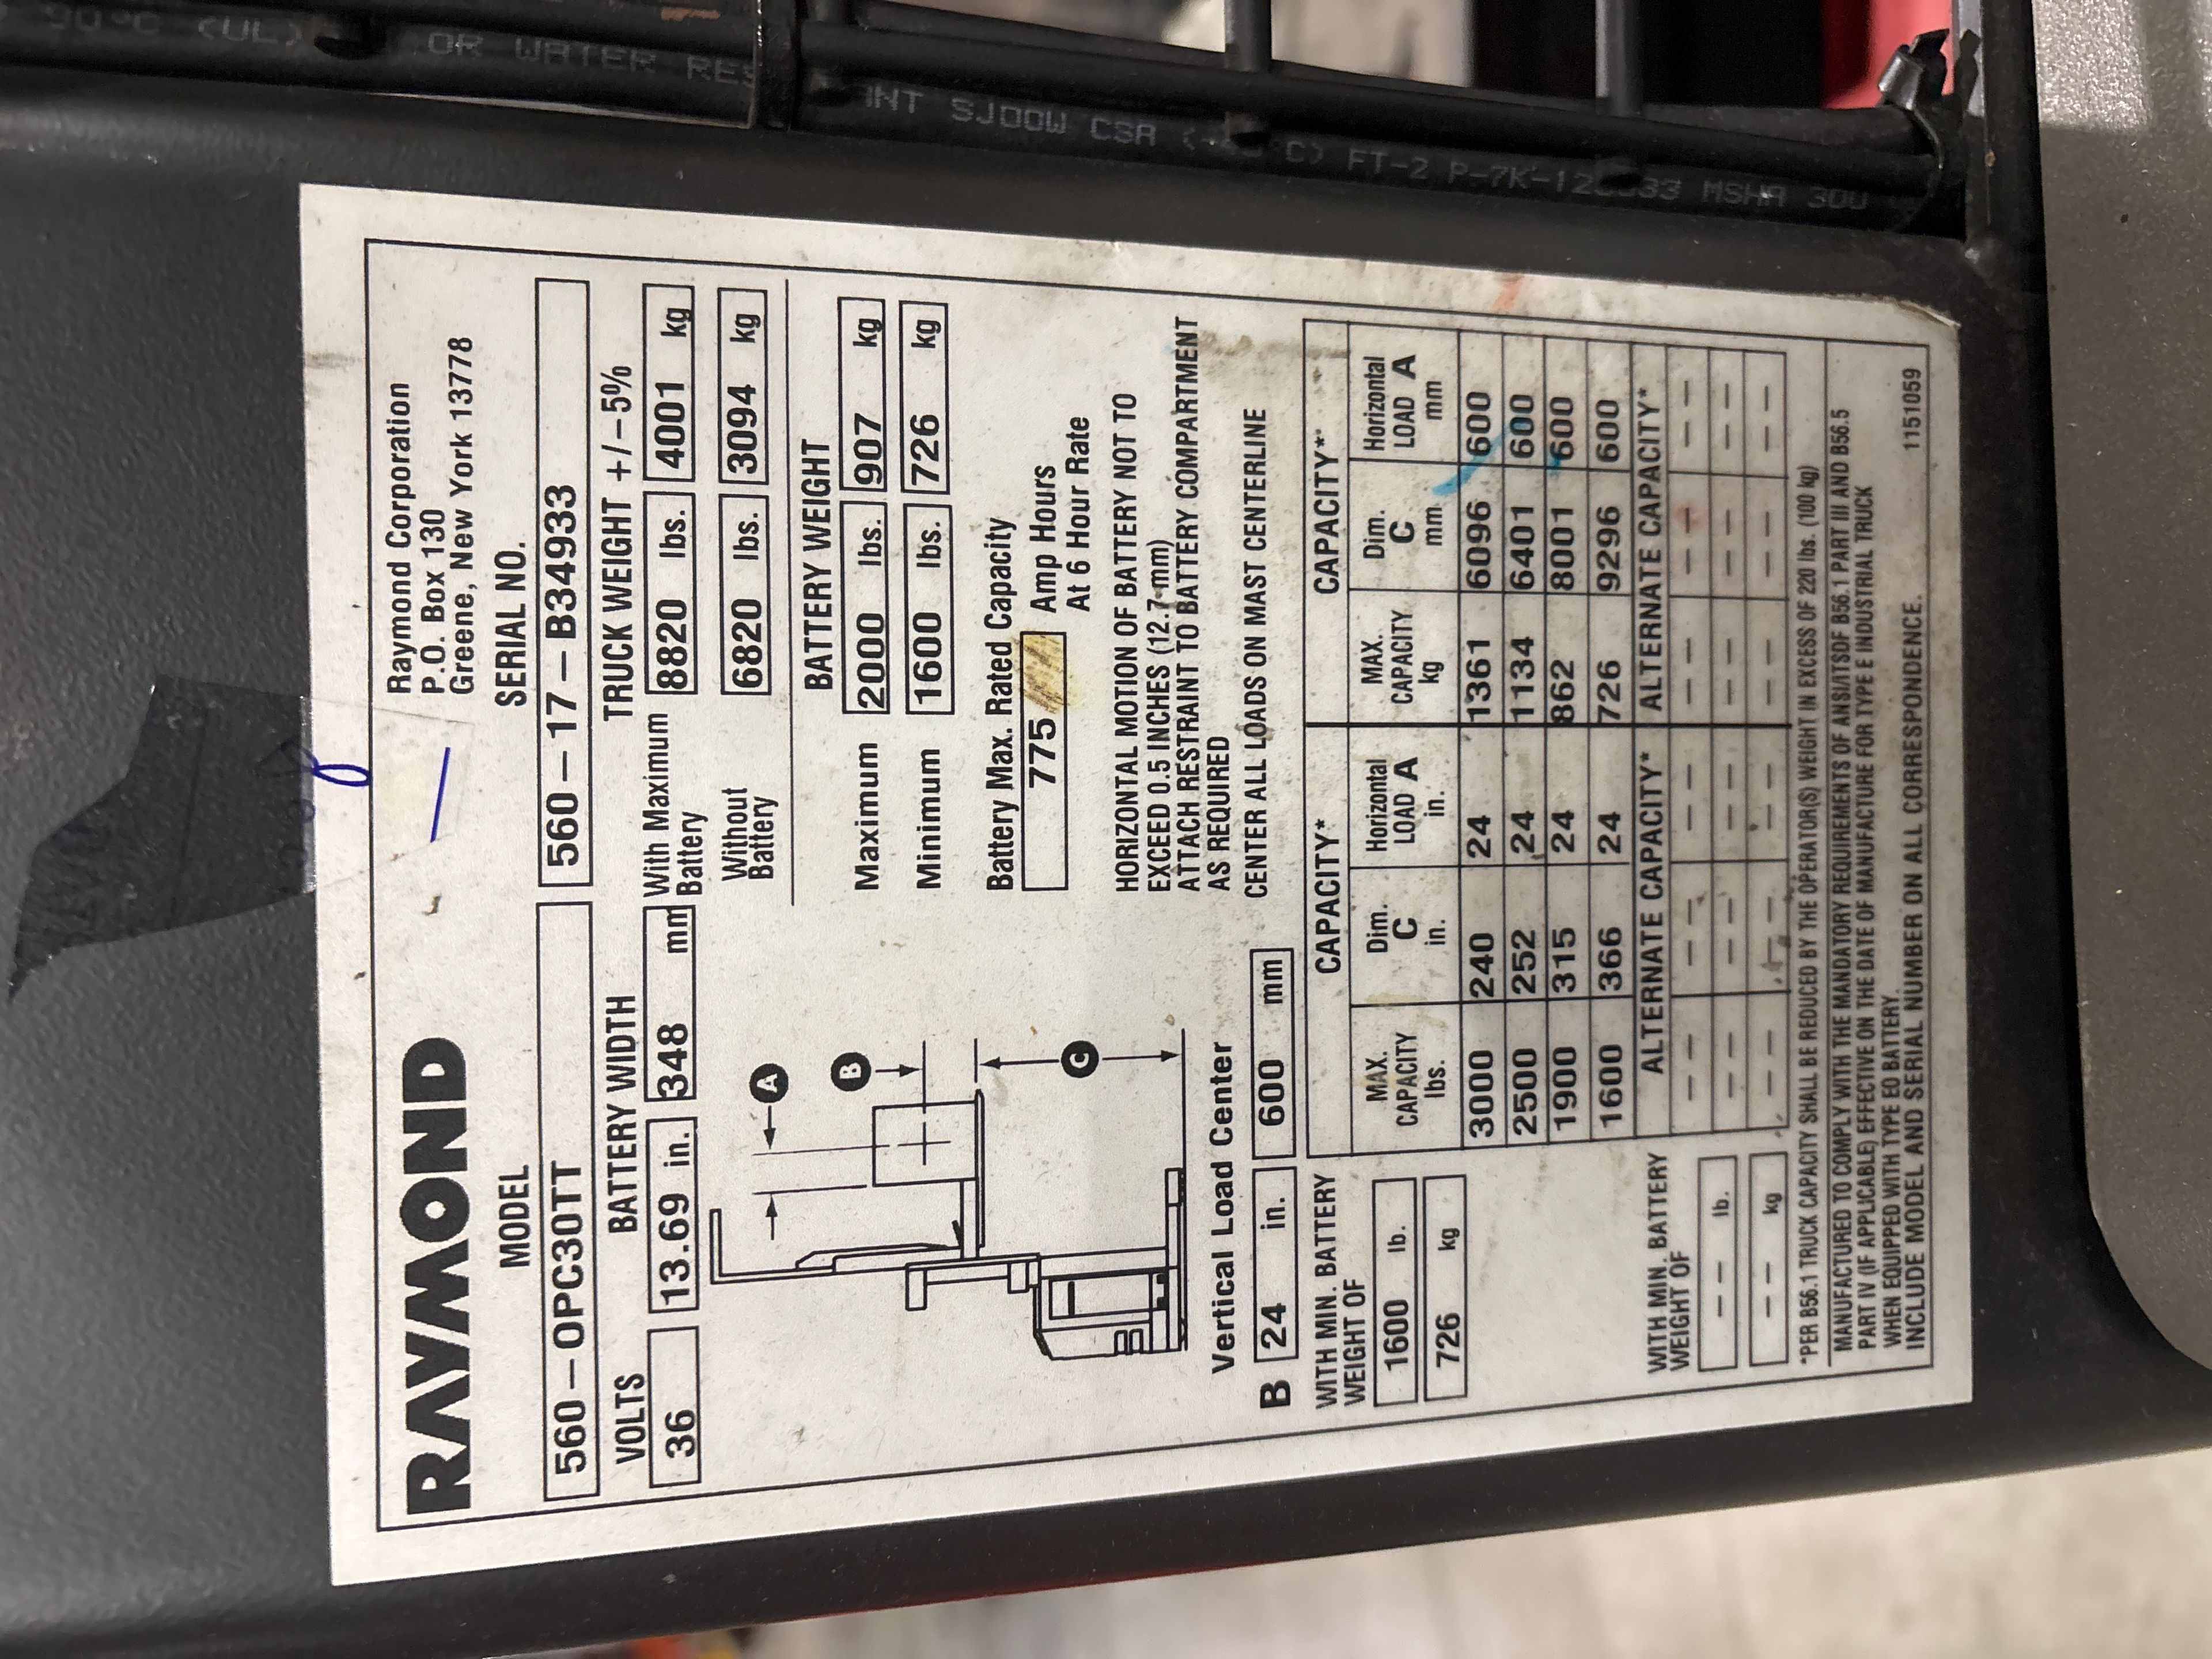 90°C (UL)
OR WATER RES
INT SJOOW CSA
°C) FT-2 P-7K-12
33 MSHA 300
RAYMOND
Raymond Corporation
P.O. Box 130
Greene, New York 13778
MODEL
SERIAL NO.
560-OPC30TT
560-17-B34933
VOLTS
BATTERY WIDTH
TRUCK WEIGHT +/-5%
36
13.69 in.
348 mm
With Maximum
Battery
8820 lbs.
4001 kg
Without
Battery
6820 lbs.
3094 kg
BATTERY WEIGHT
Maximum
2000 lbs.
907 kg
Minimum
1600 lbs.
726 kg
Battery Max. Rated Capacity
775
Amp Hours
At 6 Hour Rate
HORIZONTAL MOTION OF BATTERY NOT TO
EXCEED 0.5 INCHES (12.7 mm)
ATTACH RESTRAINT TO BATTERY COMPARTMENT
AS REQUIRED
CENTER ALL LOADS ON MAST CENTERLINE
A
B
C
Vertical Load Center
B 24 in. 600 mm
WITH MIN. BATTERY
WEIGHT OF
1600 lb.
726 kg
CAPACITY* CAPACITY*
MAX. CAPACITY lbs. Dim. C in. Horizontal LOAD A in. MAX. CAPACITY kg Dim. C mm Horizontal LOAD A mm
3000 240 24 1361 6096 600
2500 252 24 1134 6401 600
1900 315 24 862 8001 600
1600 366 24 726 9296 600
ALTERNATE CAPACITY* ALTERNATE CAPACITY*
-- -- -- -- -- --
-- -- -- -- -- --
-- -- -- -- -- --
WITH MIN. BATTERY
WEIGHT OF
-- lb.
-- kg
*PER B56.1 TRUCK CAPACITY SHALL BE REDUCED BY THE OPERATOR(S) WEIGHT IN EXCESS OF 220 lbs. (100 kg)
MANUFACTURED TO COMPLY WITH THE MANDATORY REQUIREMENTS OF ANSI/ITSDF B56.1 PART III AND B56.5
PART IV (IF APPLICABLE) EFFECTIVE ON THE DATE OF MANUFACTURE FOR TYPE E INDUSTRIAL TRUCK
WHEN EQUIPPED WITH TYPE EO BATTERY.
INCLUDE MODEL AND SERIAL NUMBER ON ALL CORRESPONDENCE.
1151059